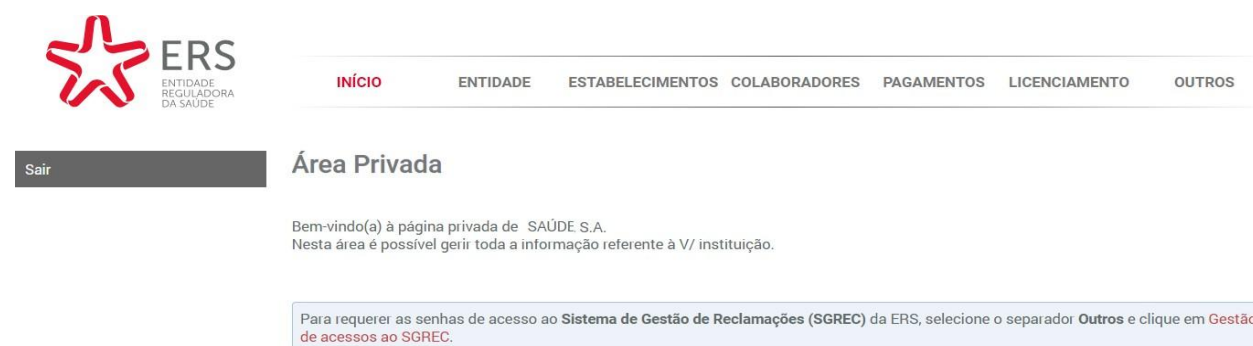 ERS
ENTIDADE
REGULADORA
DA SAÚDE
INÍCIO ENTIDADE ESTABELECIMENTOS COLABORADORES PAGAMENTOS LICENCIAMENTO OUTROS
Sair
Área Privada
Bem-vindo(a) à página privada de SAÚDE S.A.
Nesta área é possível gerir toda a informação referente à V/ instituição.
Para requerer as senhas de acesso ao Sistema de Gestão de Reclamações (SGREC) da ERS, selecione o separador Outros e clique em Gestão
de acessos ao SGREC.